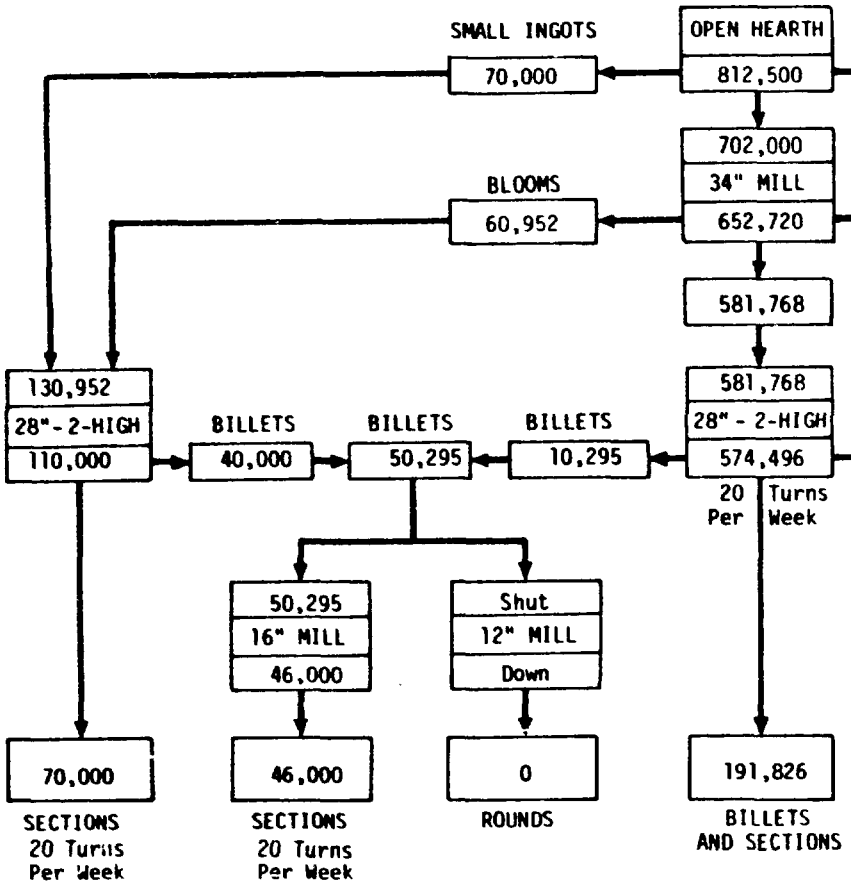 SMALL INGOTS
70,000
OPEN HEARTH
812,500
702,000
34" MILL
652,720
BLOOMS
60,952
581,768
130,952
28"- 2-HIGH
110,000
BILLETS
40,000
BILLETS
50,295
BILLETS
10,295
581,768
28" - 2-HIGH
574,496
20 Turns
Per Week
50,295
16" MILL
46,000
Shut
12" MILL
Down
70,000
SECTIONS
20 Turns
Per Week
46,000
SECTIONS
20 Turns
Per Week
0
ROUNDS
191,826
BILLETS
AND SECTIONS